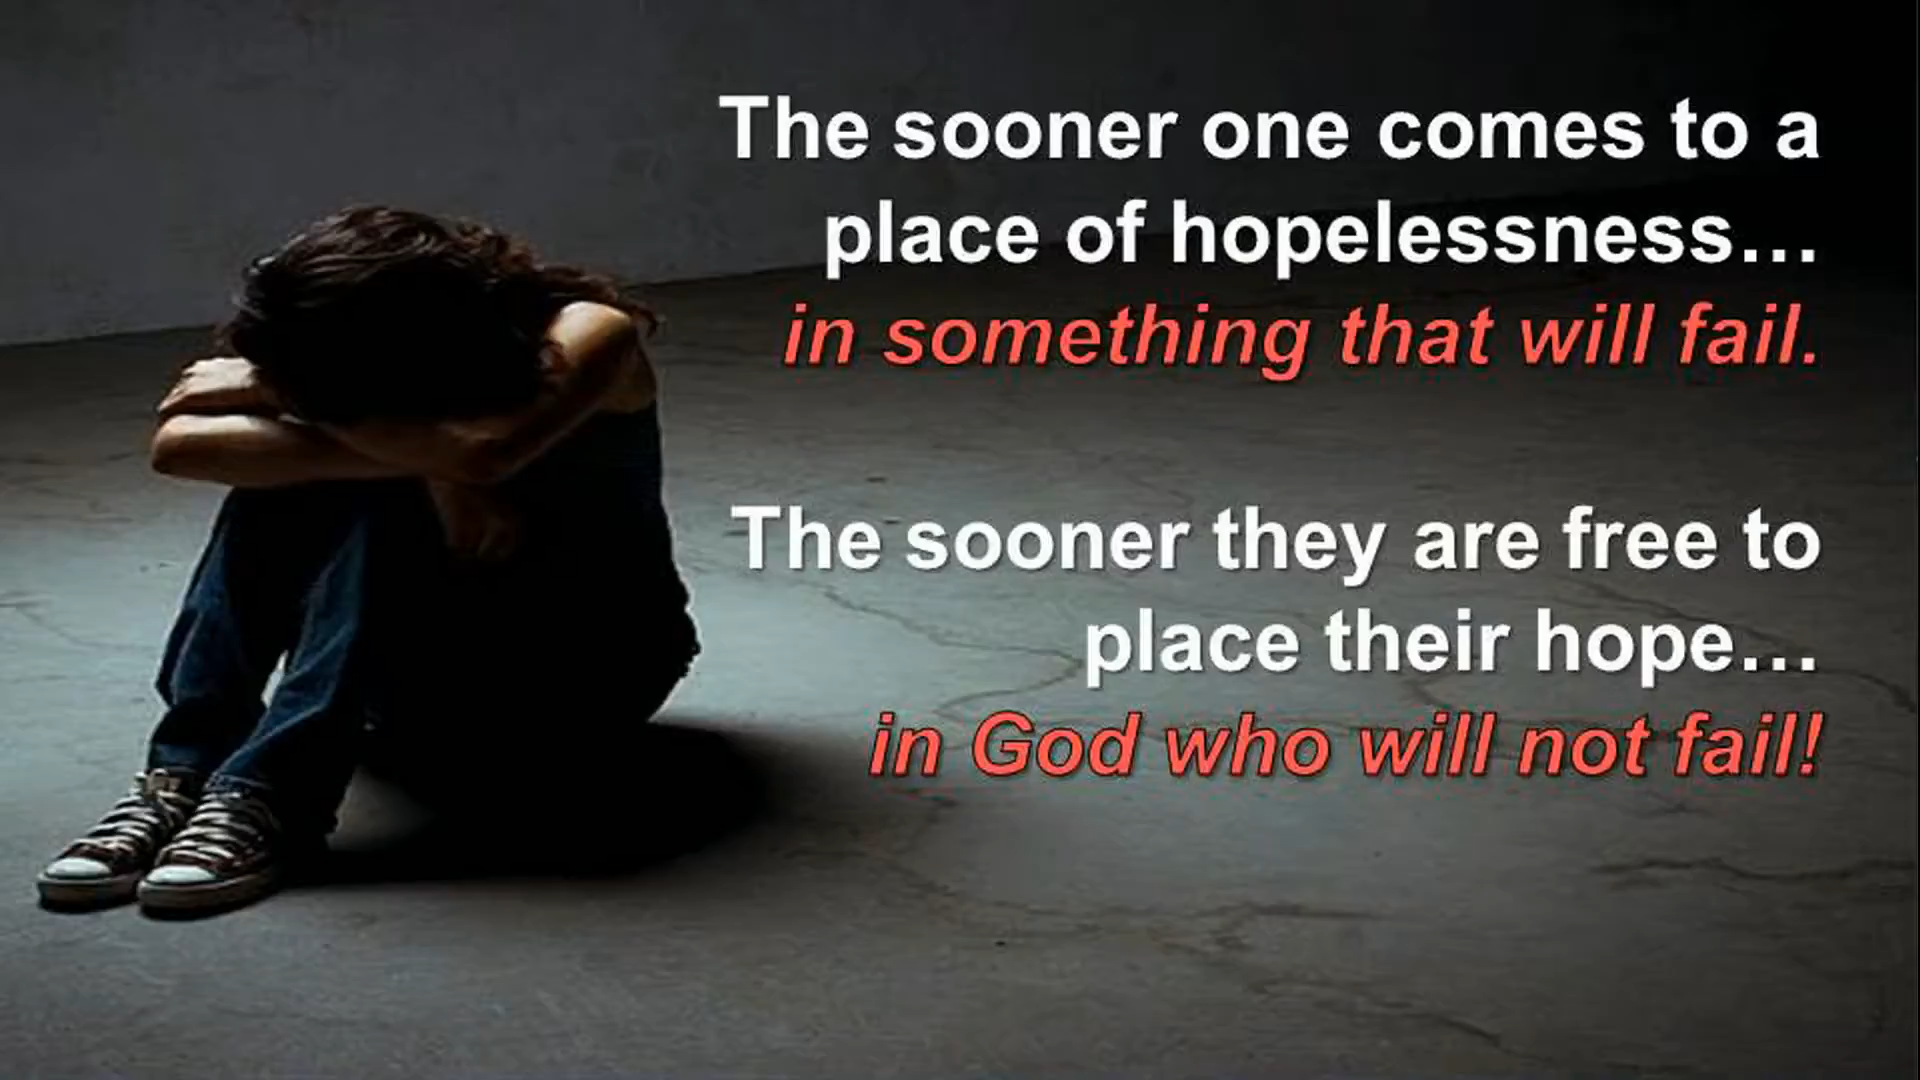 The sooner one comes to a
place of hopelessness…
in something that will fail.
The sooner they are free to
place their hope…
in God who will not fail!